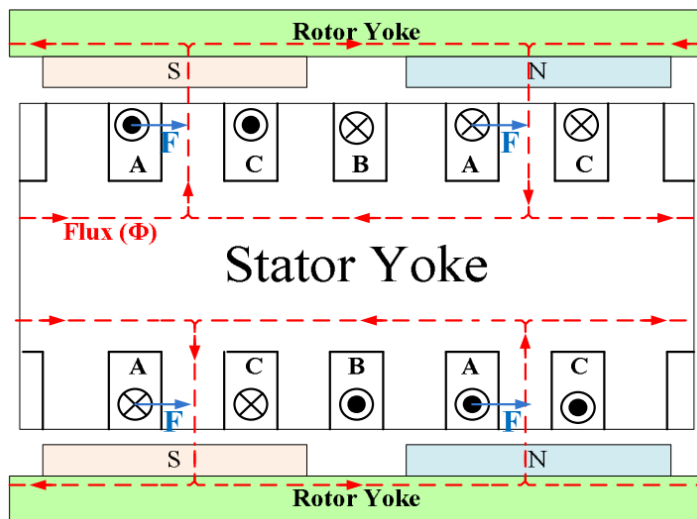 Rotor Yoke
S N
F F
A C B A C
Flux (Φ)
Stator Yoke
A C B A C
F F
S N
Rotor Yoke